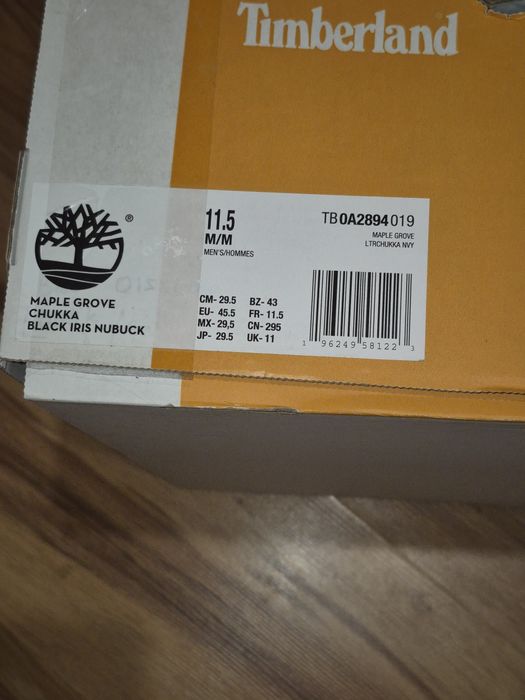 Timberland
®
MAPLE GROVE
CHUKKA
BLACK IRIS NUBUCK
11.5
M/M
MEN'S/HOMMES
CM- 29.5 BZ- 43
EU- 45.5 FR- 11.5
MX- 29,5 CN- 295
JP- 29.5 UK- 11
TB0A2894019
MAPLE GROVE
LTRCHUKKA NVY
1 96249 58122 3